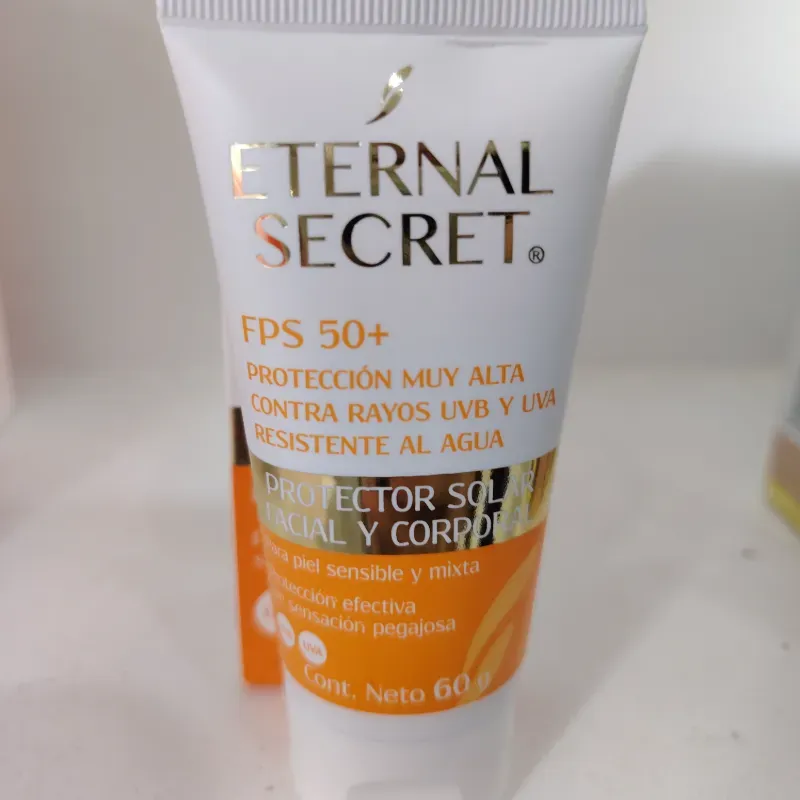 ETERNAL
SECRET®
FPS 50+
PROTECCIÓN MUY ALTA
CONTRA RAYOS UVB Y UVA
RESISTENTE AL AGUA
PROTECTOR SOLAR
FACIAL Y CORPORAL
para piel sensible y mixta
protección efectiva
sensación pegajosa
Cont. Neto 60 g